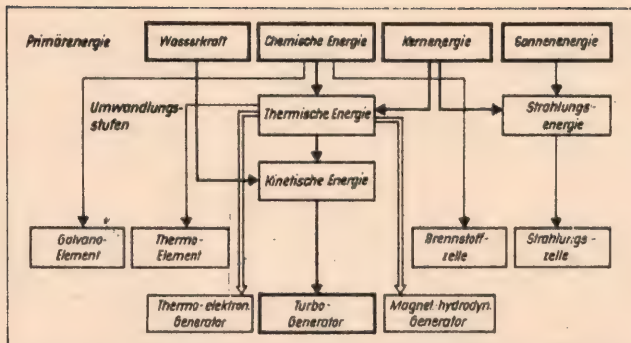 Primärenergie
Wasserkraft
Chemische Energie
Kernenergie
Sonnenenergie
Umwandlungs-
stufen
Thermische Energie
Strahlungs-
energie
Kinetische Energie
Galvano-
Element
Thermo-
Element
Brennstoff-
zelle
Strahlungs-
zelle
Thermo-elektron.
Generator
Turbo-
Generator
Magnet.hydrodyn.
Generator